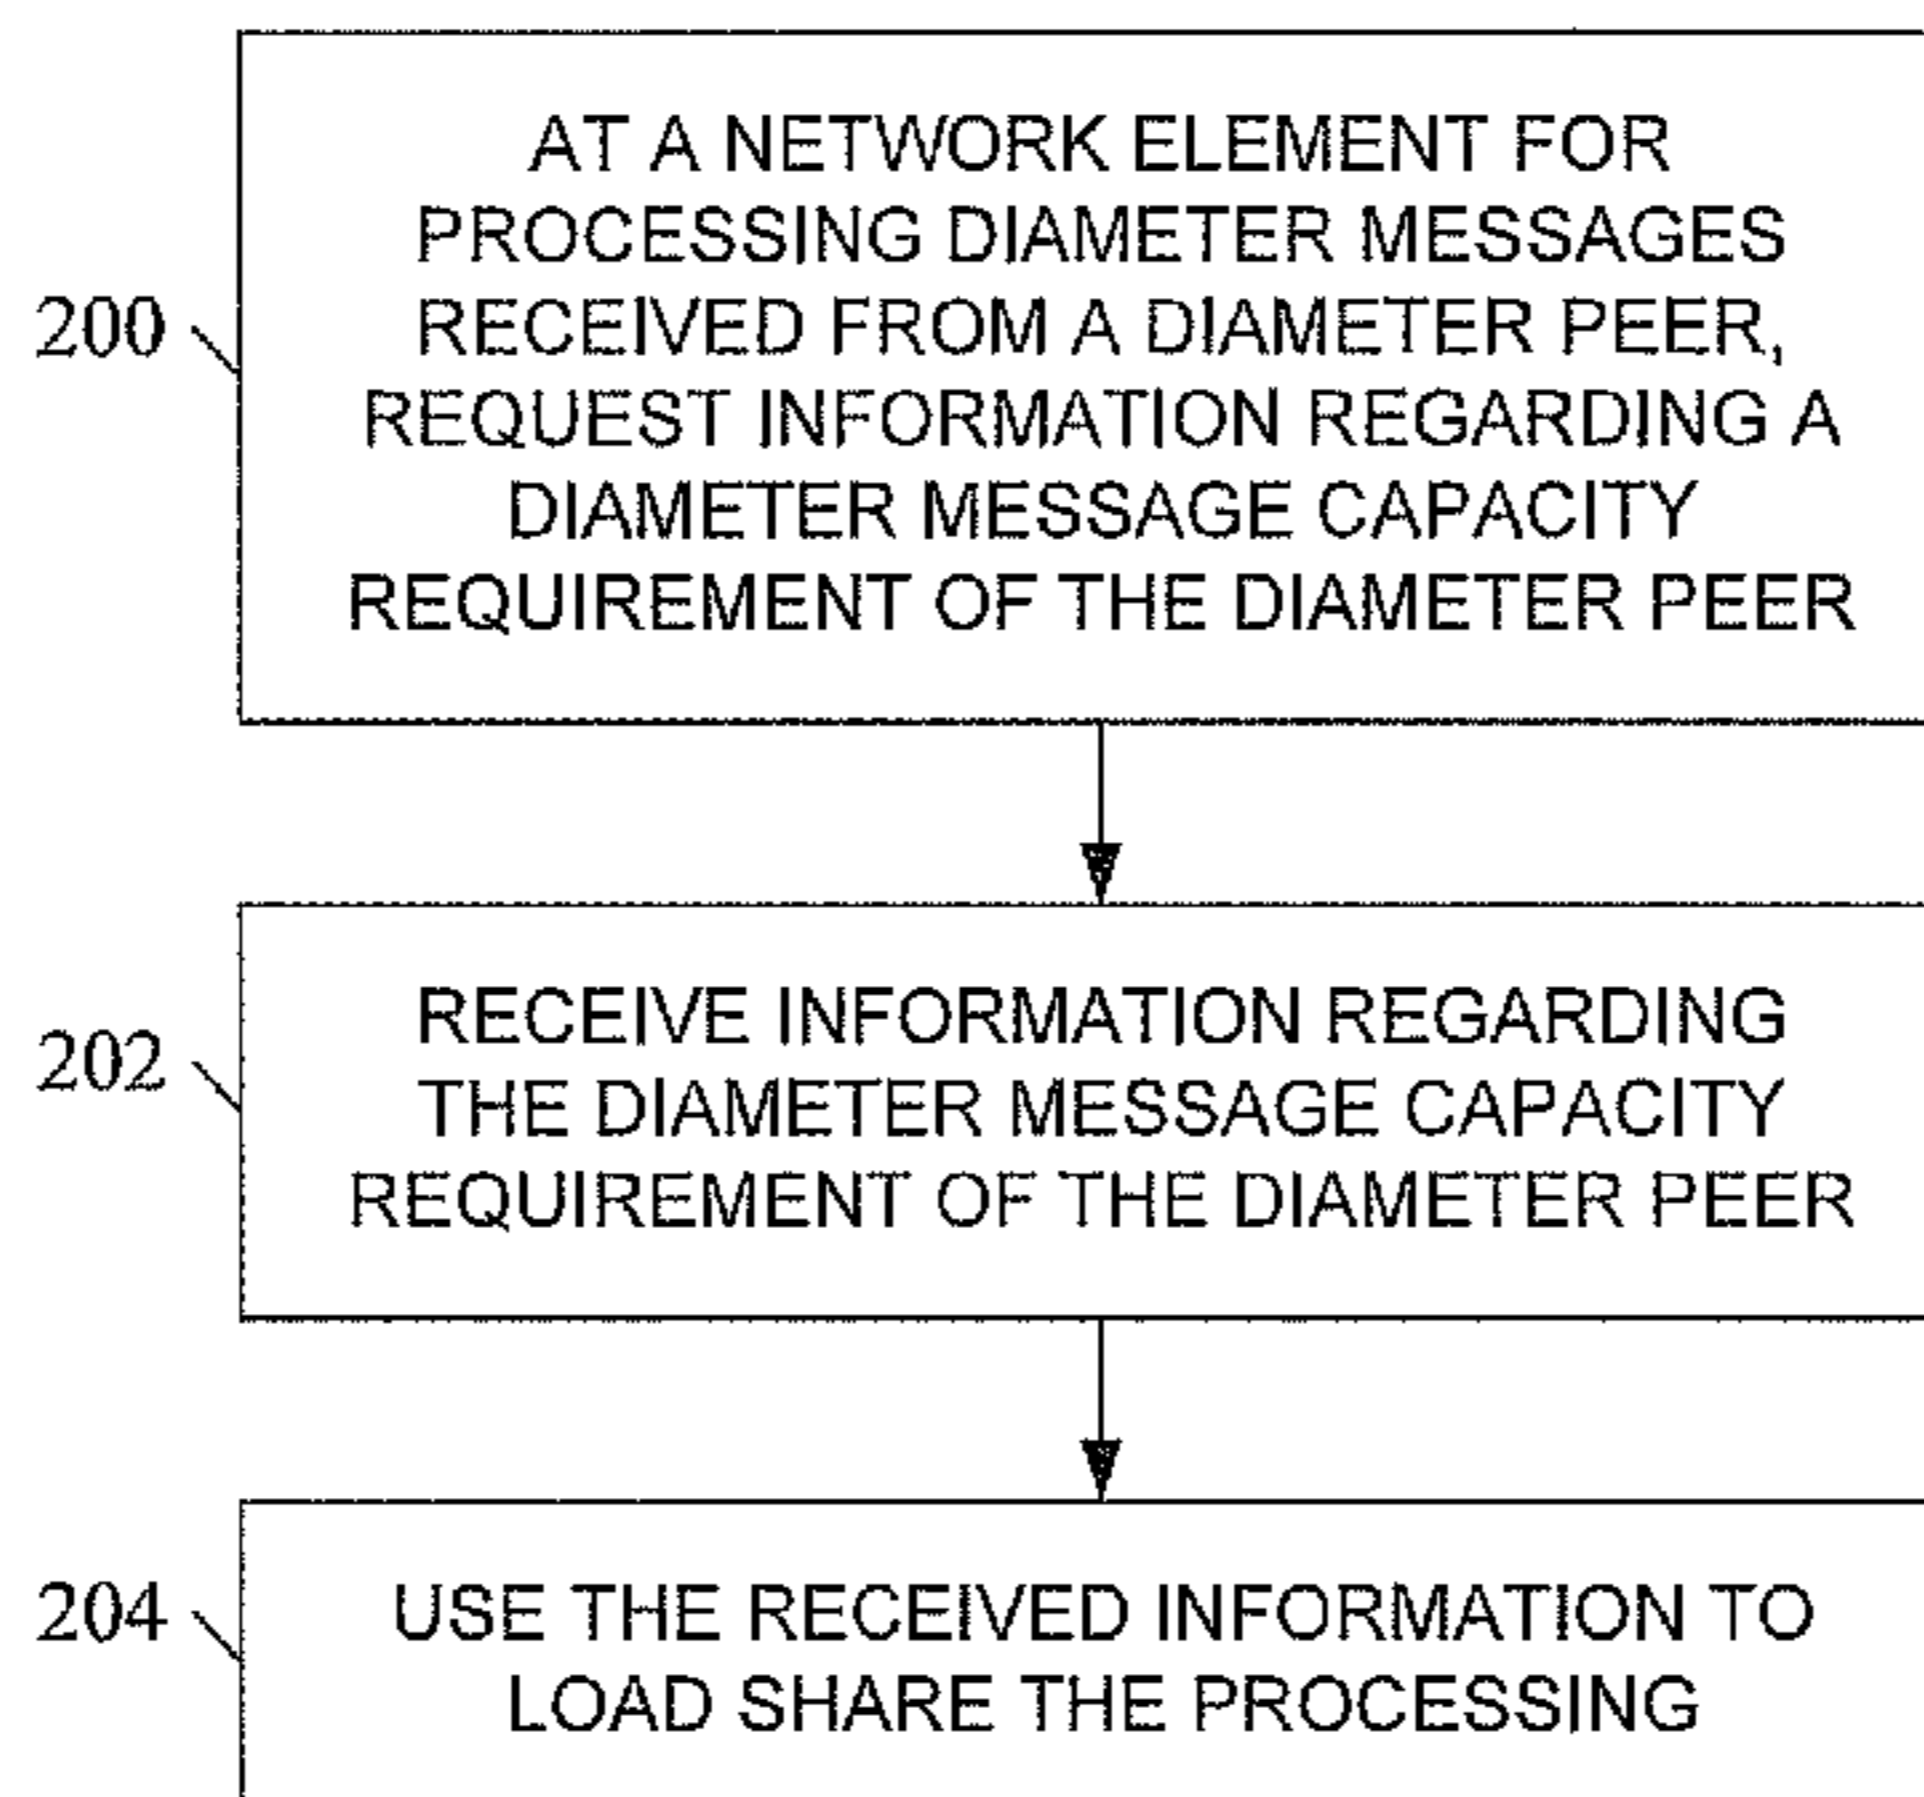 AT A NETWORK ELEMENT FOR
PROCESSING DIAMETER MESSAGES
200
RECEIVED FROM A DIAMETER PEER,
REQUEST INFORMATION REGARDING A
DIAMETER MESSAGE CAPACITY
REQUIREMENT OF THE DIAMETER PEER
RECEIVE INFORMATION REGARDING
202
THE DIAMETER MESSAGE CAPACITY
REQUIREMENT OF THE DIAMETER PEER
204
USE THE RECEIVED INFORMATION TO
LOAD SHARE THE PROCESSING